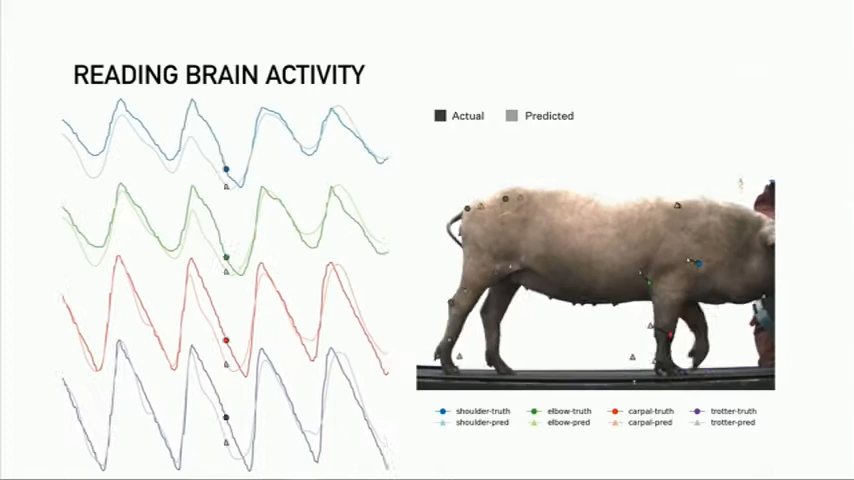 READING BRAIN ACTIVITY
Actual Predicted
shoulder-truth elbow-truth carpal-truth trotter-truth
shoulder-pred elbow-pred carpal-pred trotter-pred